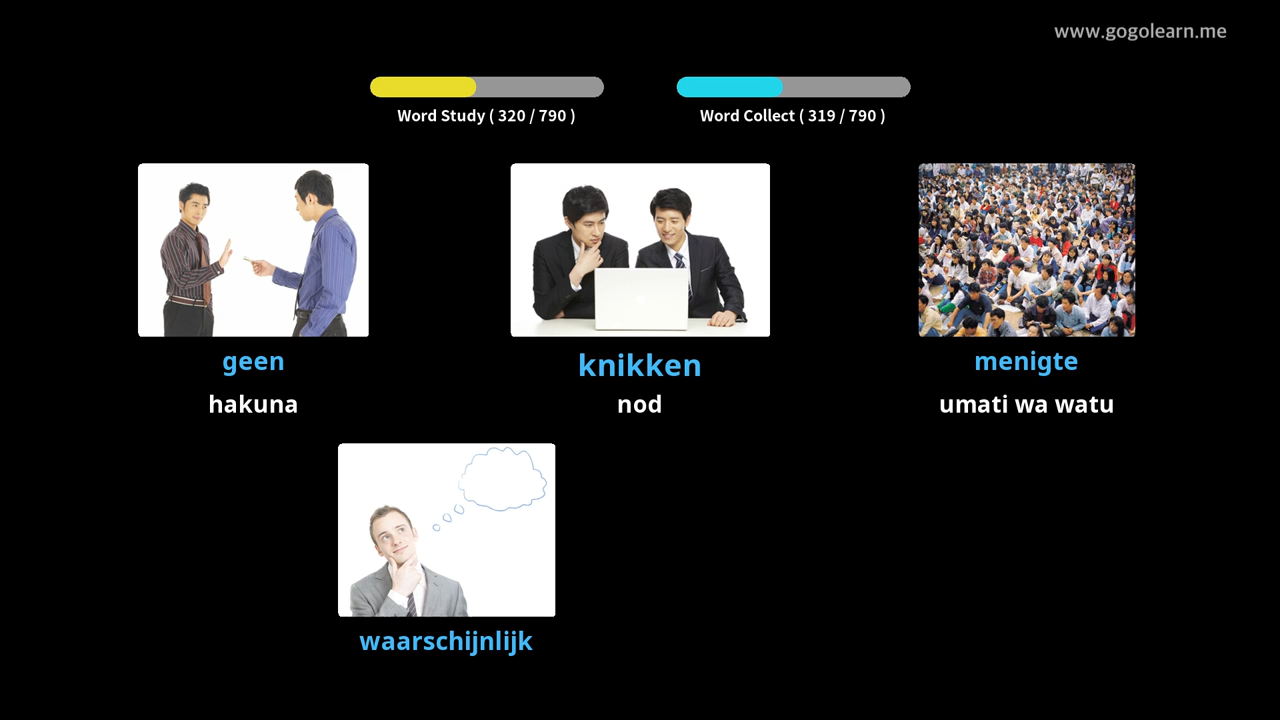 www.gogolearn.me
Word Study ( 320 / 790 )
Word Collect ( 319 / 790 )
geen
hakuna
knikken
nod
menigte
umati wa watu
waarschijnlijk